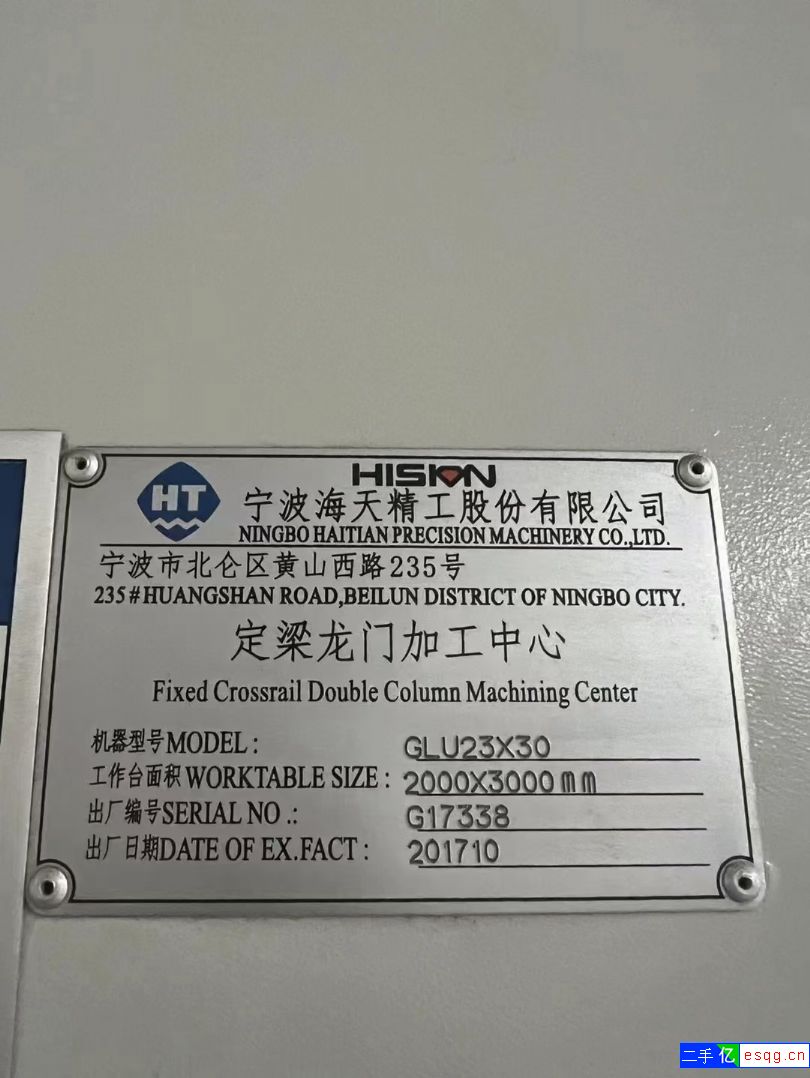 HISION
HT
宁波海天精工股份有限公司
NINGBO HAITIAN PRECISION MACHINERY CO.,LTD.
宁波市北仑区黄山西路235号
235#HUANGSHAN ROAD,BEILUN DISTRICT OF NINGBO CITY.
定梁龙门加工中心
Fixed Crossrail Double Column Machining Center
机器型号MODEL: GLU23X30
工作台面积WORKTABLE SIZE: 2000X3000mm
出厂编号SERIAL NO.: G17338
出厂日期DATE OF EX.FACT: 201710
二手亿 esqg.cn